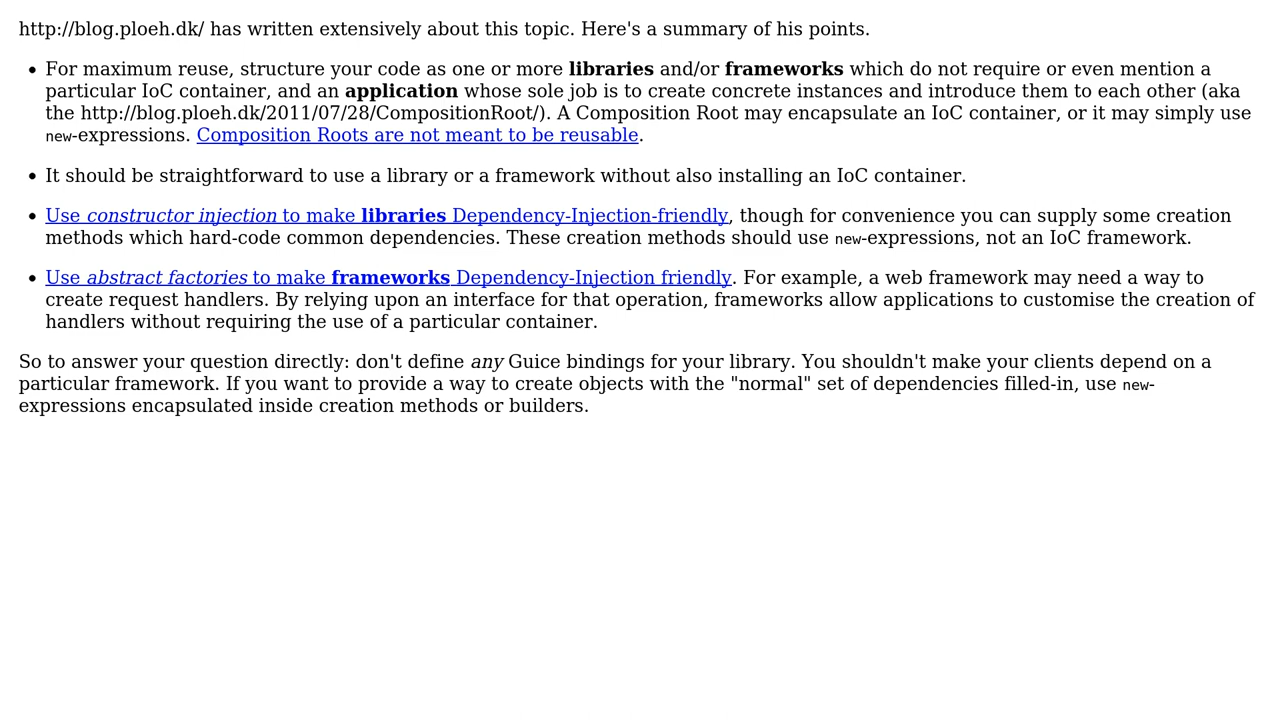 http://blog.ploeh.dk/ has written extensively about this topic. Here's a summary of his points.
• For maximum reuse, structure your code as one or more libraries and/or frameworks which do not require or even mention a
particular IoC container, and an application whose sole job is to create concrete instances and introduce them to each other (aka
the http://blog.ploeh.dk/2011/07/28/CompositionRoot/). A Composition Root may encapsulate an IoC container, or it may simply use
new-expressions. Composition Roots are not meant to be reusable.
• It should be straightforward to use a library or a framework without also installing an IoC container.
• Use constructor injection to make libraries Dependency-Injection-friendly, though for convenience you can supply some creation
methods which hard-code common dependencies. These creation methods should use new-expressions, not an IoC framework.
• Use abstract factories to make frameworks Dependency-Injection friendly. For example, a web framework may need a way to
create request handlers. By relying upon an interface for that operation, frameworks allow applications to customise the creation of
handlers without requiring the use of a particular container.
So to answer your question directly: don't define any Guice bindings for your library. You shouldn't make your clients depend on a
particular framework. If you want to provide a way to create objects with the "normal" set of dependencies filled-in, use new-
expressions encapsulated inside creation methods or builders.